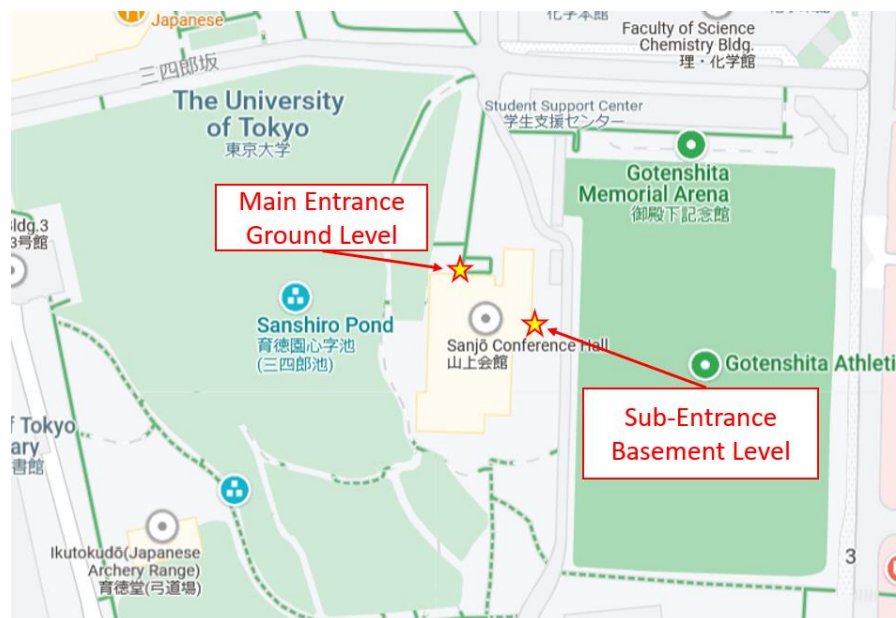 Japanese
三四郎坂
The University
of Tokyo
東京大学
Faculty of Science
Chemistry Bldg.
理・化学館
Student Support Center
学生支援センター
Gotenshita
Memorial Arena
御殿下記念館
Main Entrance
Ground Level
Bldg.3
3号館
Sanshiro Pond
育徳園心字池
(三四郎池)
Sanjō Conference Hall
山上会館
Gotenshita Athleti
Sub-Entrance
Basement Level
f Tokyo
ary
書館
Ikutokudō(Japanese
Archery Range)
育徳堂(弓道場)
3